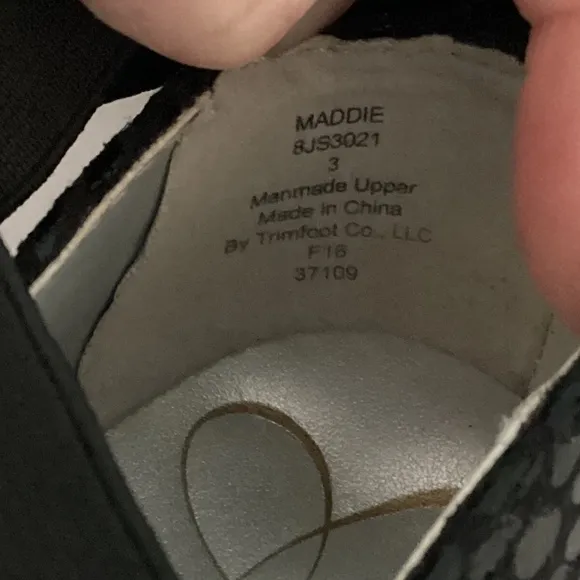 MADDIE
8JS3021
3
Manmade Upper
Made in China
By Trimfoot Co., LLC
F16
37109